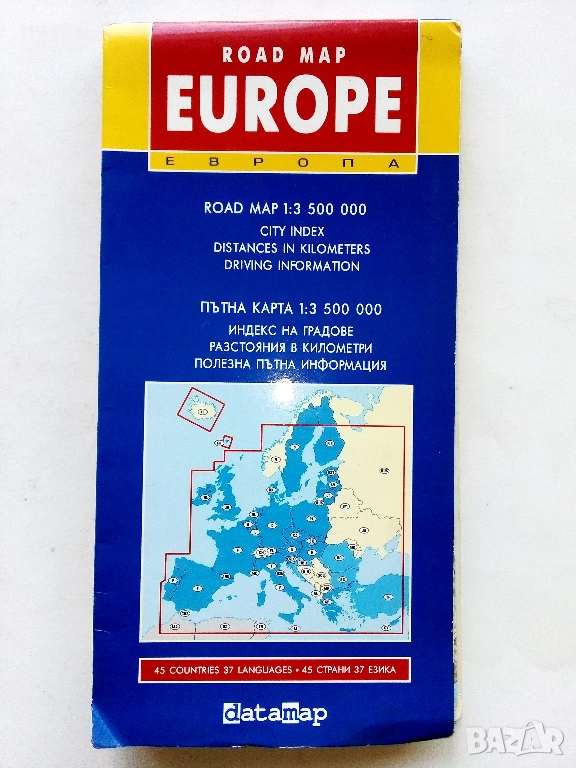 ROAD MAP
EUROPE
ЕВРОПА
ROAD MAP 1:3 500 000
CITY INDEX
DISTANCES IN KILOMETERS
DRIVING INFORMATION
ПЪТНА КАРТА 1:3 500 000
ИНДЕКС НА ГРАДОВЕ
РАЗСТОЯНИЯ В КИЛОМЕТРИ
ПОЛЕЗНА ПЪТНА ИНФОРМАЦИЯ
45 COUNTRIES 37 LANGUAGES • 45 СТРАНИ 37 ЕЗИКА
datamap
BAZAR